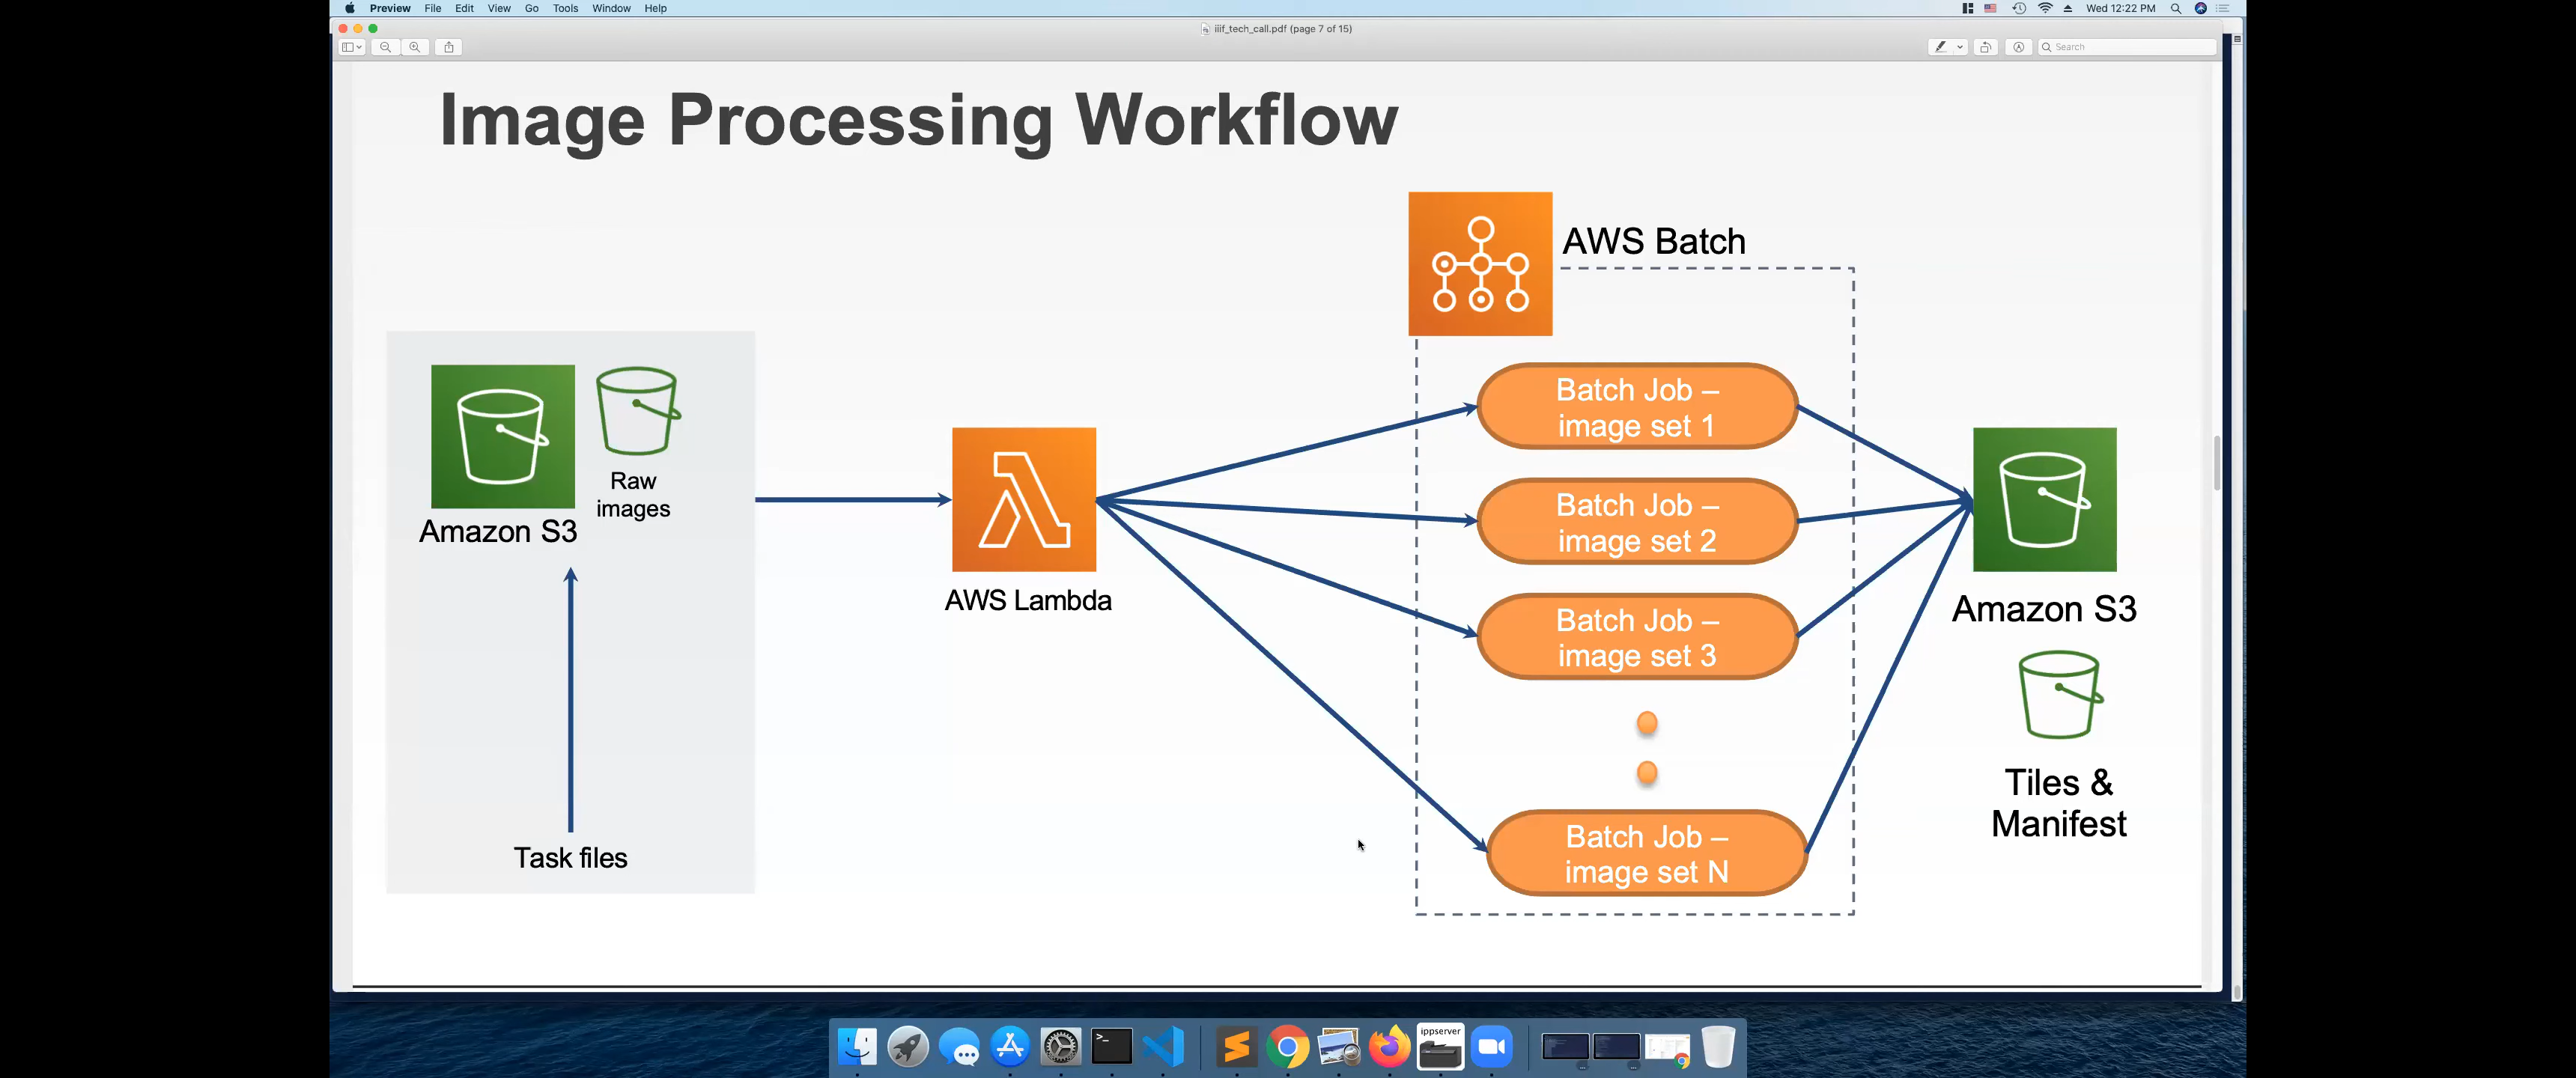 Preview File Edit View Go Tools Window Help
Wed 12:22 PM
iiif_tech_call.pdf (page 7 of 15)
Search
Image Processing Workflow
AWS Batch
Amazon S3
Raw
images
Task files
AWS Lambda
Batch Job –
image set 1
Batch Job –
image set 2
Batch Job –
image set 3
Batch Job –
image set N
Amazon S3
Tiles &
Manifest
ippserver